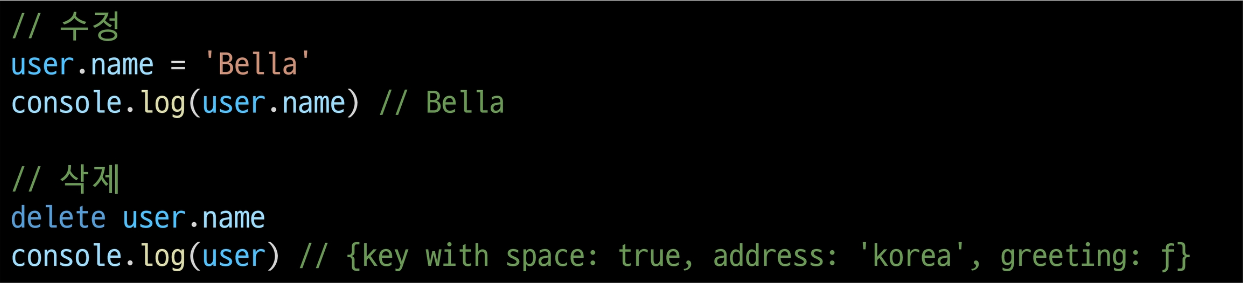 // 수정
user.name = 'Bella'
console.log(user.name) // Bella
// 삭제
delete user.name
console.log(user) // {key with space: true, address: 'korea', greeting: ƒ}